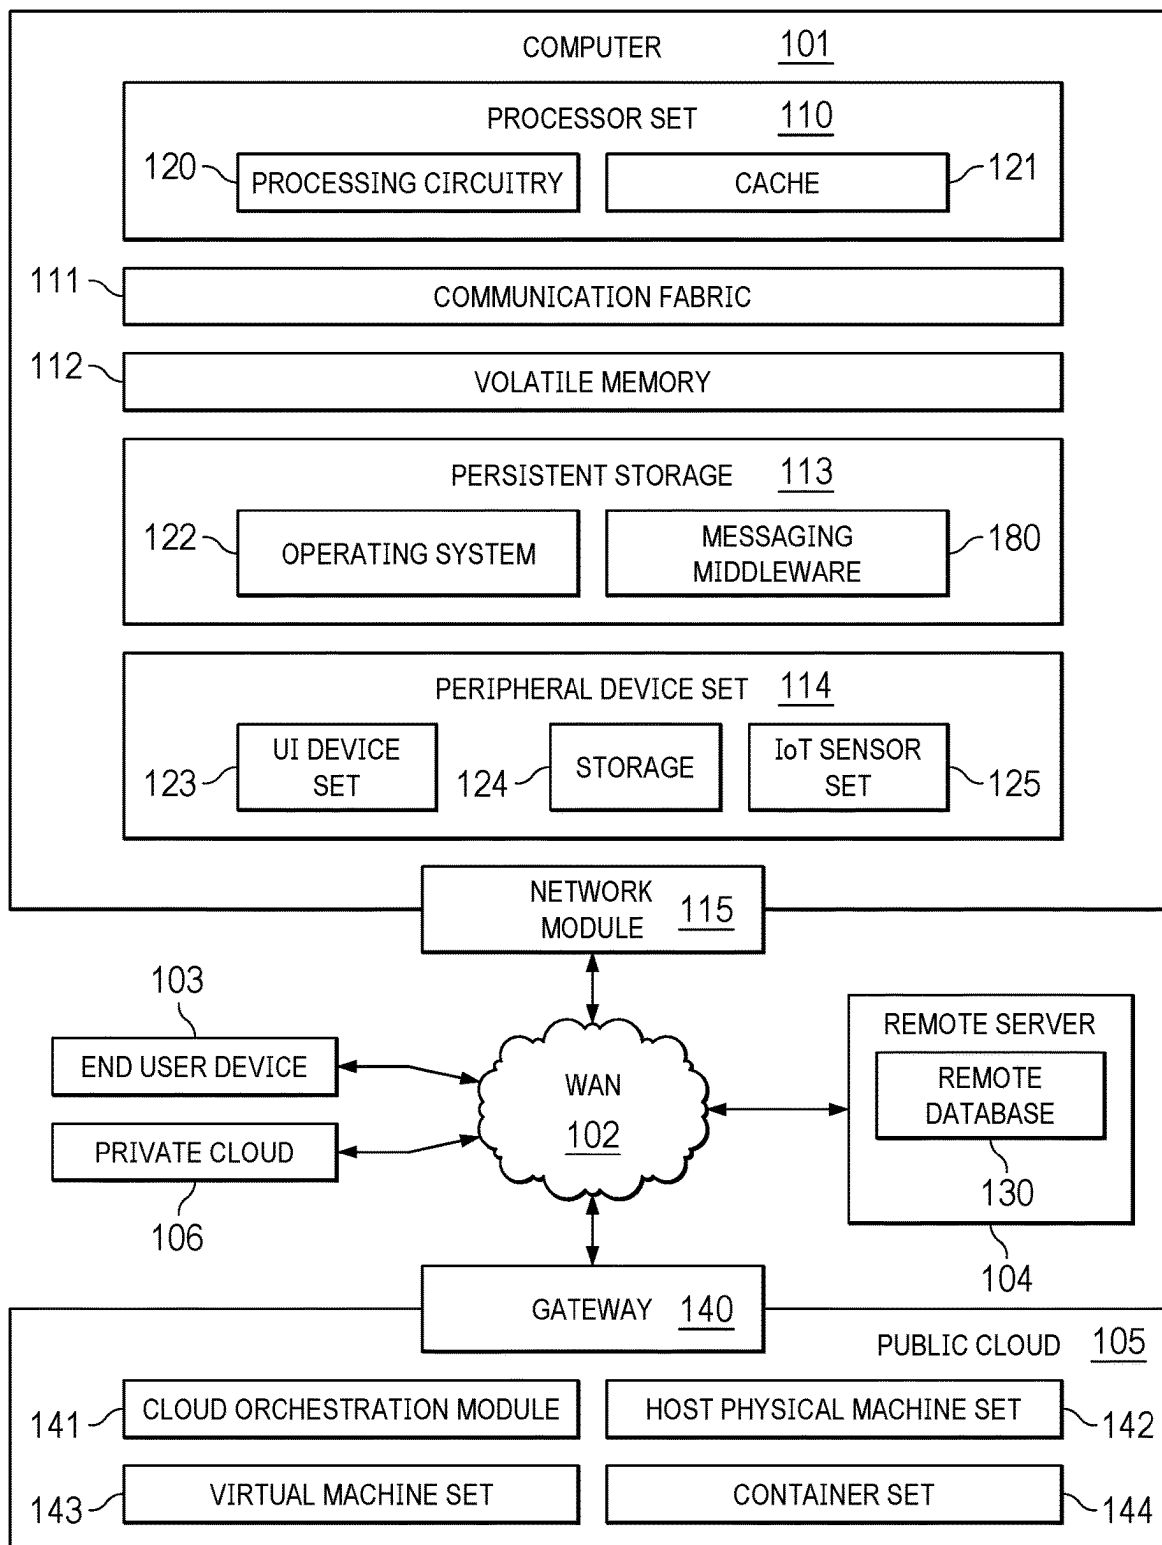 COMPUTER 101
PROCESSOR SET 110
120 PROCESSING CIRCUITRY CACHE 121
111 COMMUNICATION FABRIC
112 VOLATILE MEMORY
PERSISTENT STORAGE 113
122 OPERATING SYSTEM
MESSAGING
MIDDLEWARE
180
PERIPHERAL DEVICE SET 114
123
UI DEVICE
SET
124 STORAGE
IoT SENSOR
SET
125
NETWORK
MODULE
115
103
END USER DEVICE
PRIVATE CLOUD
106
WAN
102
REMOTE SERVER
REMOTE
DATABASE
130
104
GATEWAY 140
PUBLIC CLOUD 105
141 CLOUD ORCHESTRATION MODULE HOST PHYSICAL MACHINE SET 142
143 VIRTUAL MACHINE SET CONTAINER SET 144